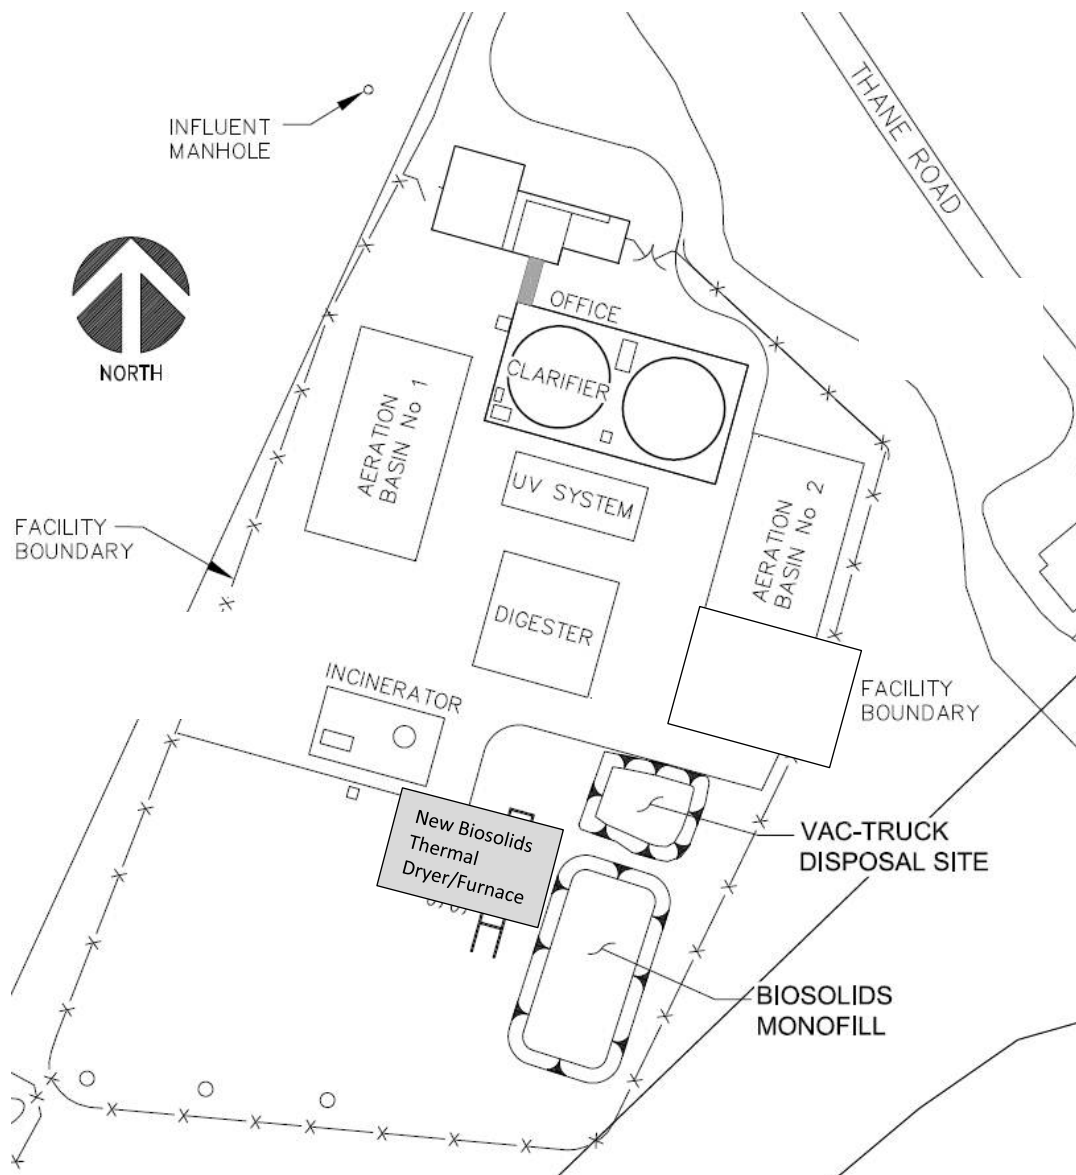 THANE ROAD
INFLUENT
MANHOLE
NORTH
OFFICE
CLARIFIER
AERATION
BASIN No 1
UV SYSTEM
AERATION
BASIN No 2
FACILITY
BOUNDARY
DIGESTER
INCINERATOR
FACILITY
BOUNDARY
New Biosolids
Thermal
Dryer/Furnace
VAC-TRUCK
DISPOSAL SITE
BIOSOLIDS
MONOFILL